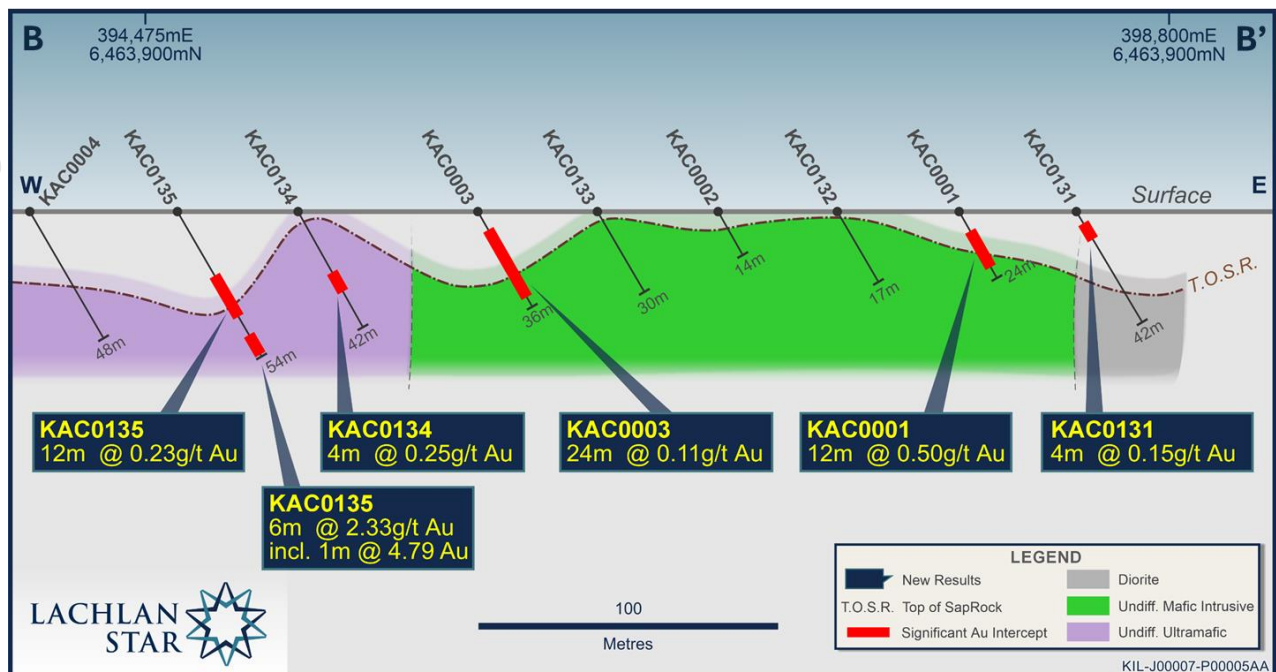 B
394,475mE
6,463,900mN
398,800mE
6,463,900mN
B’
W
KAC0004
KAC0135
KAC0134
KAC0003
KAC0133
KAC0002
KAC0132
KAC0001
KAC0131
Surface
E
48m
54m
42m
36m
30m
14m
17m
24m
42m
T.O.S.R.
KAC0135
12m @ 0.23g/t Au
KAC0134
4m @ 0.25g/t Au
KAC0003
24m @ 0.11g/t Au
KAC0001
12m @ 0.50g/t Au
KAC0131
4m @ 0.15g/t Au
KAC0135
6m @ 2.33g/t Au
incl. 1m @ 4.79 Au
LACHLAN
STAR
100
Metres
LEGEND
New Results
T.O.S.R. Top of SapRock
Significant Au Intercept
Diorite
Undiff. Mafic Intrusive
Undiff. Ultramafic
KIL-J00007-P00005AA